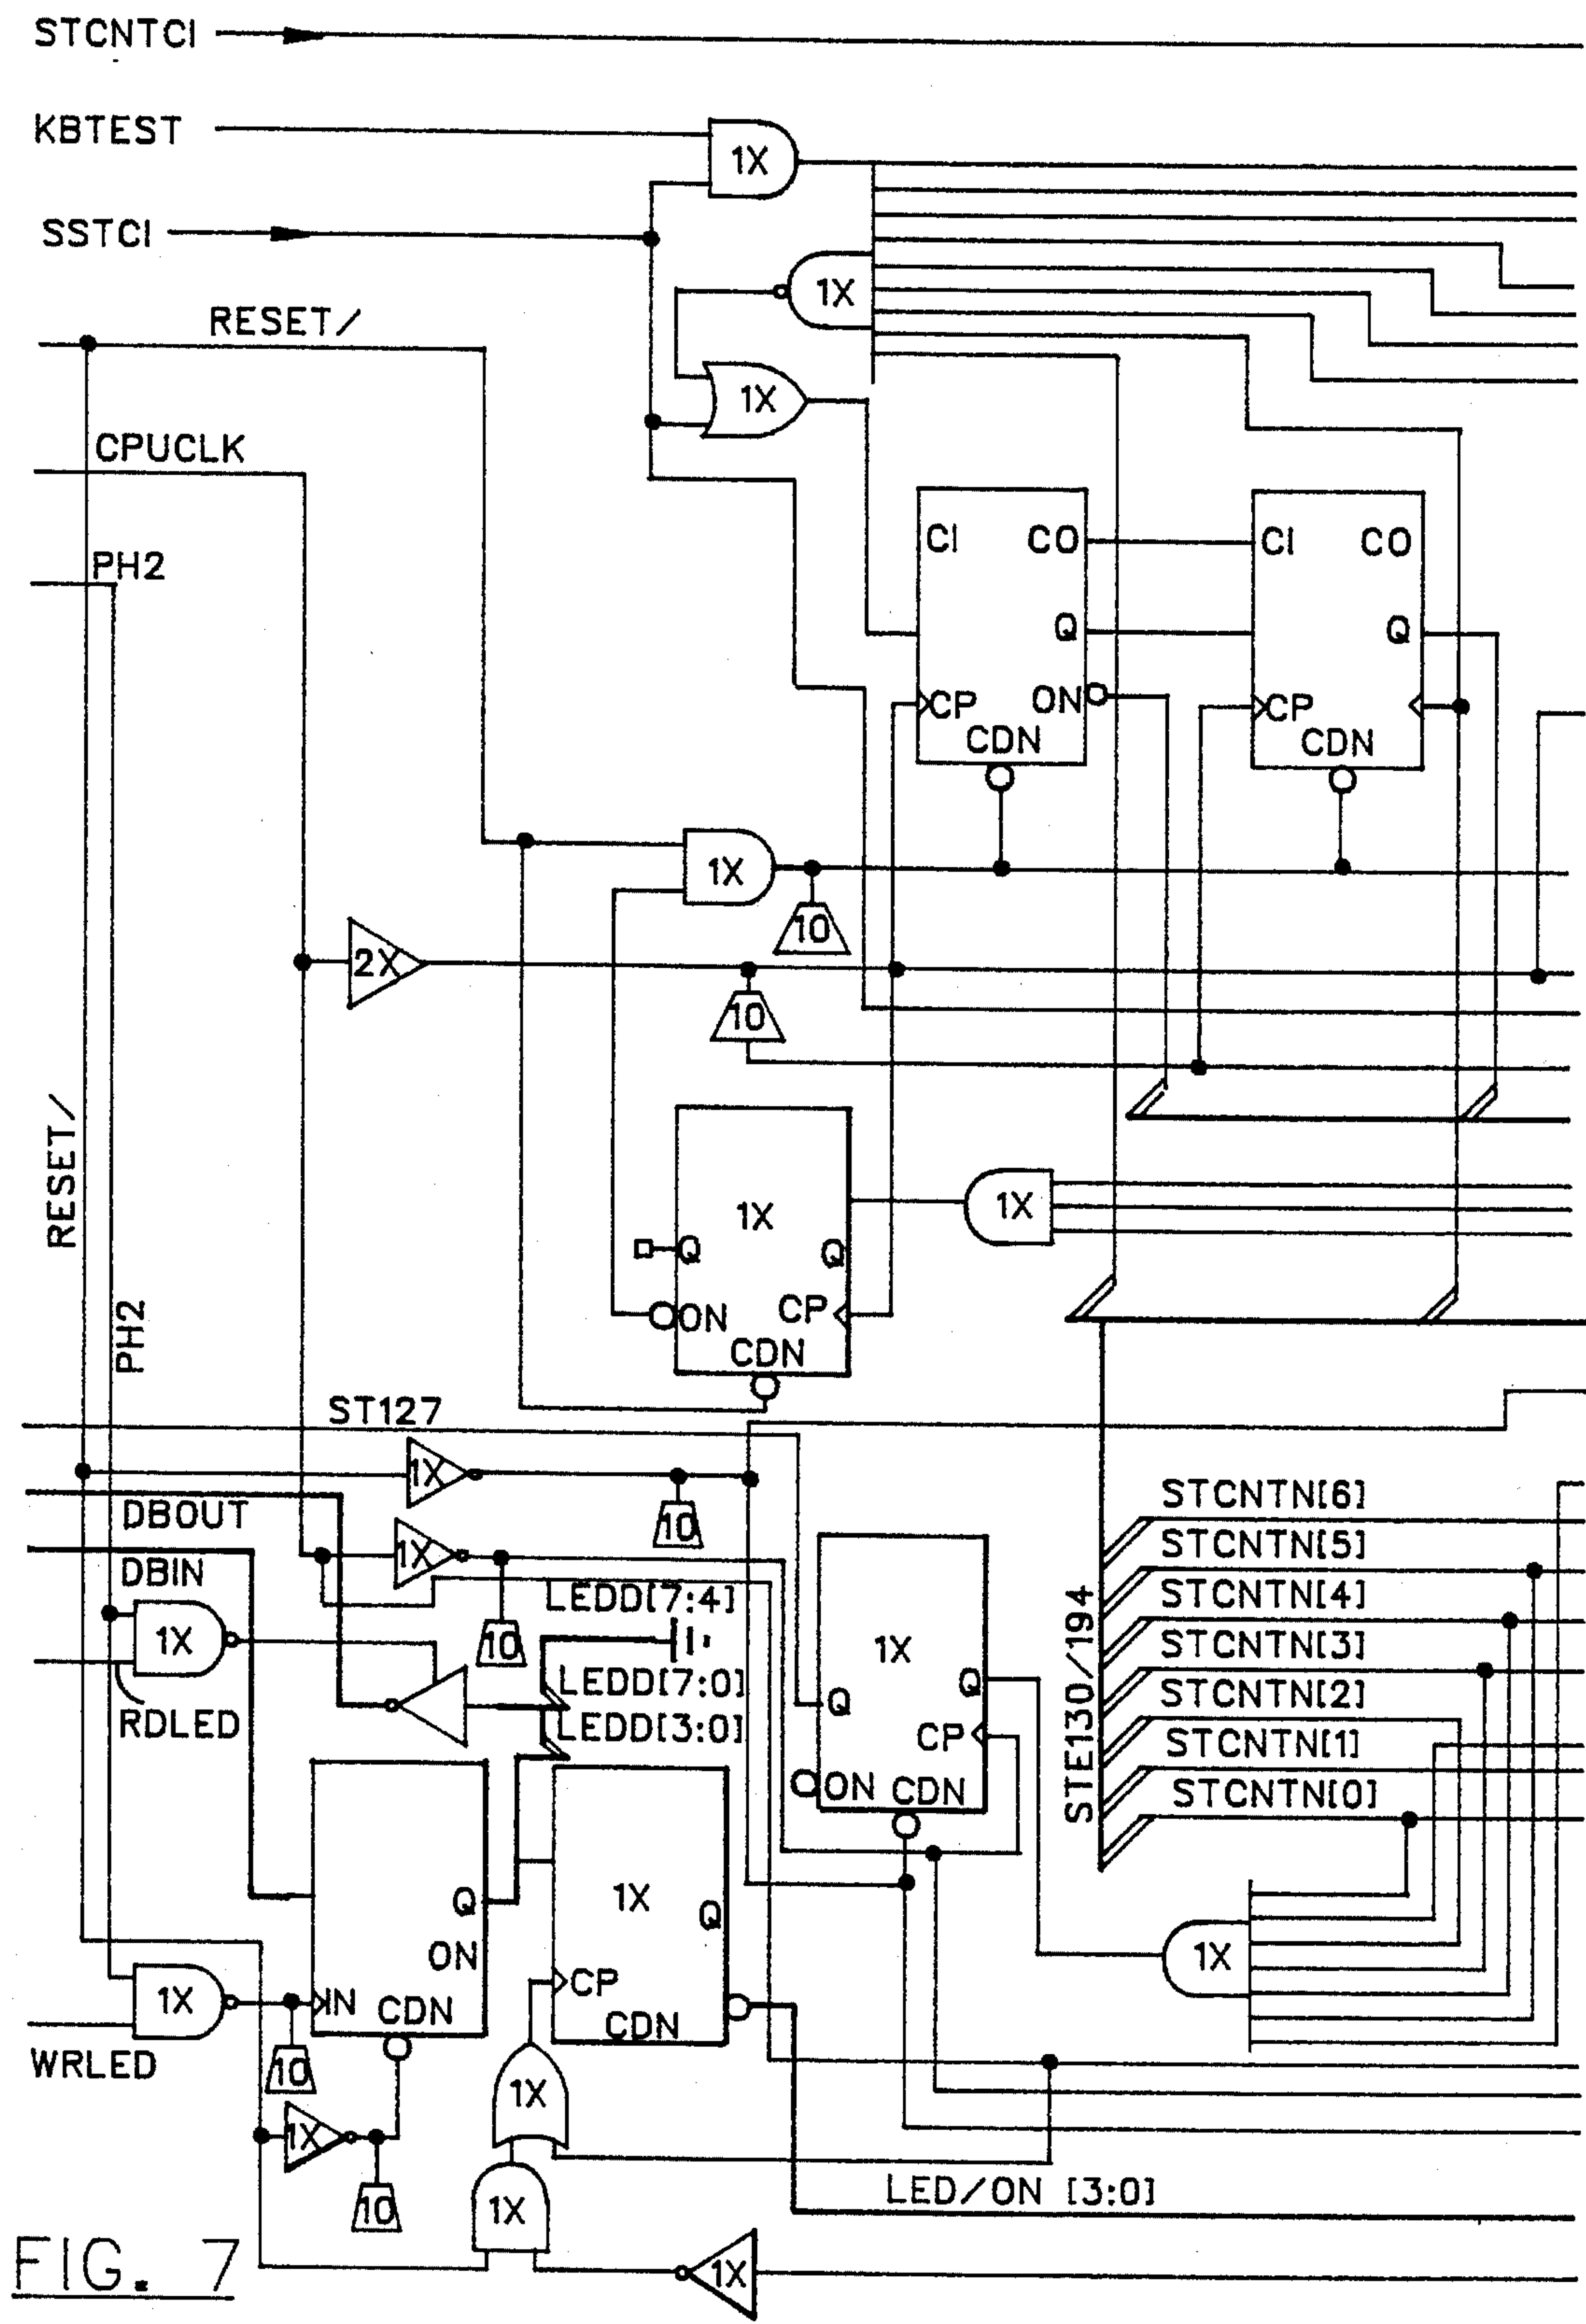 STCNTCI
KBTEST
1X
SSTCI
1X
RESET/
1X
CPUCLK
CI CO
CI CO
PH2
Q
Q
CP ON
CDN
CP
CDN
1X
10
2X
10
RESET/
1X
1X
Q Q
ON CP
CDN
PH2
ST127
1X
10
DBOUT
1X
10
DBIN
LEDD[7:4]
1X
LEDD[7:0]
RDLED
LEDD[3:0]
1X
Q Q
CP
ON CDN
STE130/194
STCNTN[6]
STCNTN[5]
STCNTN[4]
STCNTN[3]
STCNTN[2]
STCNTN[1]
STCNTN[0]
Q
ON
IN CDN
1X
Q
CP
CDN
1X
1X
10
WRLED
1X
1X
10
1X
LED/ON [3:0]
1X
FIG. 7